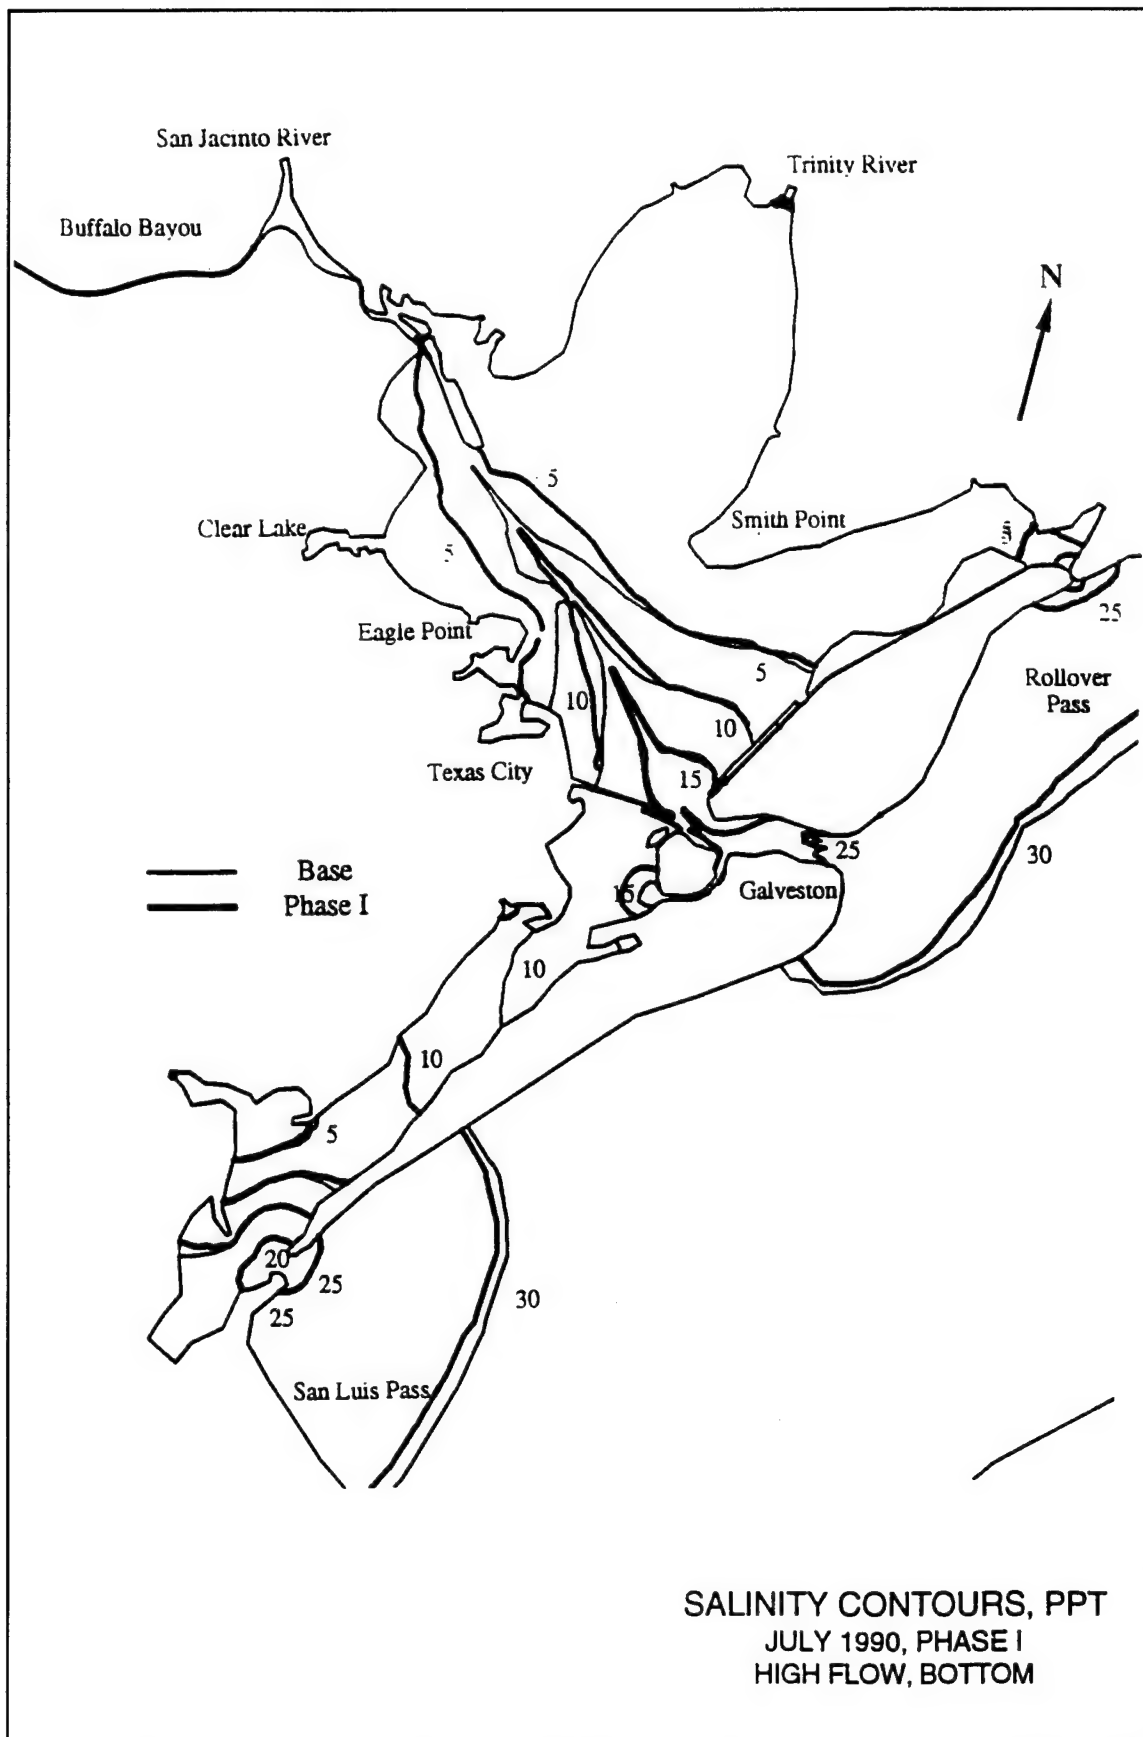 San Jacinto River
Trinity River
Buffalo Bayou
N
5
Smith Point
Clear Lake
5
5
25
Eagle Point
5
Rollover
Pass
10
10
Texas City
15
25
30
Base
Phase I
15
Galveston
10
10
5
20
25
25
30
San Luis Pass
SALINITY CONTOURS, PPT
JULY 1990, PHASE I
HIGH FLOW, BOTTOM